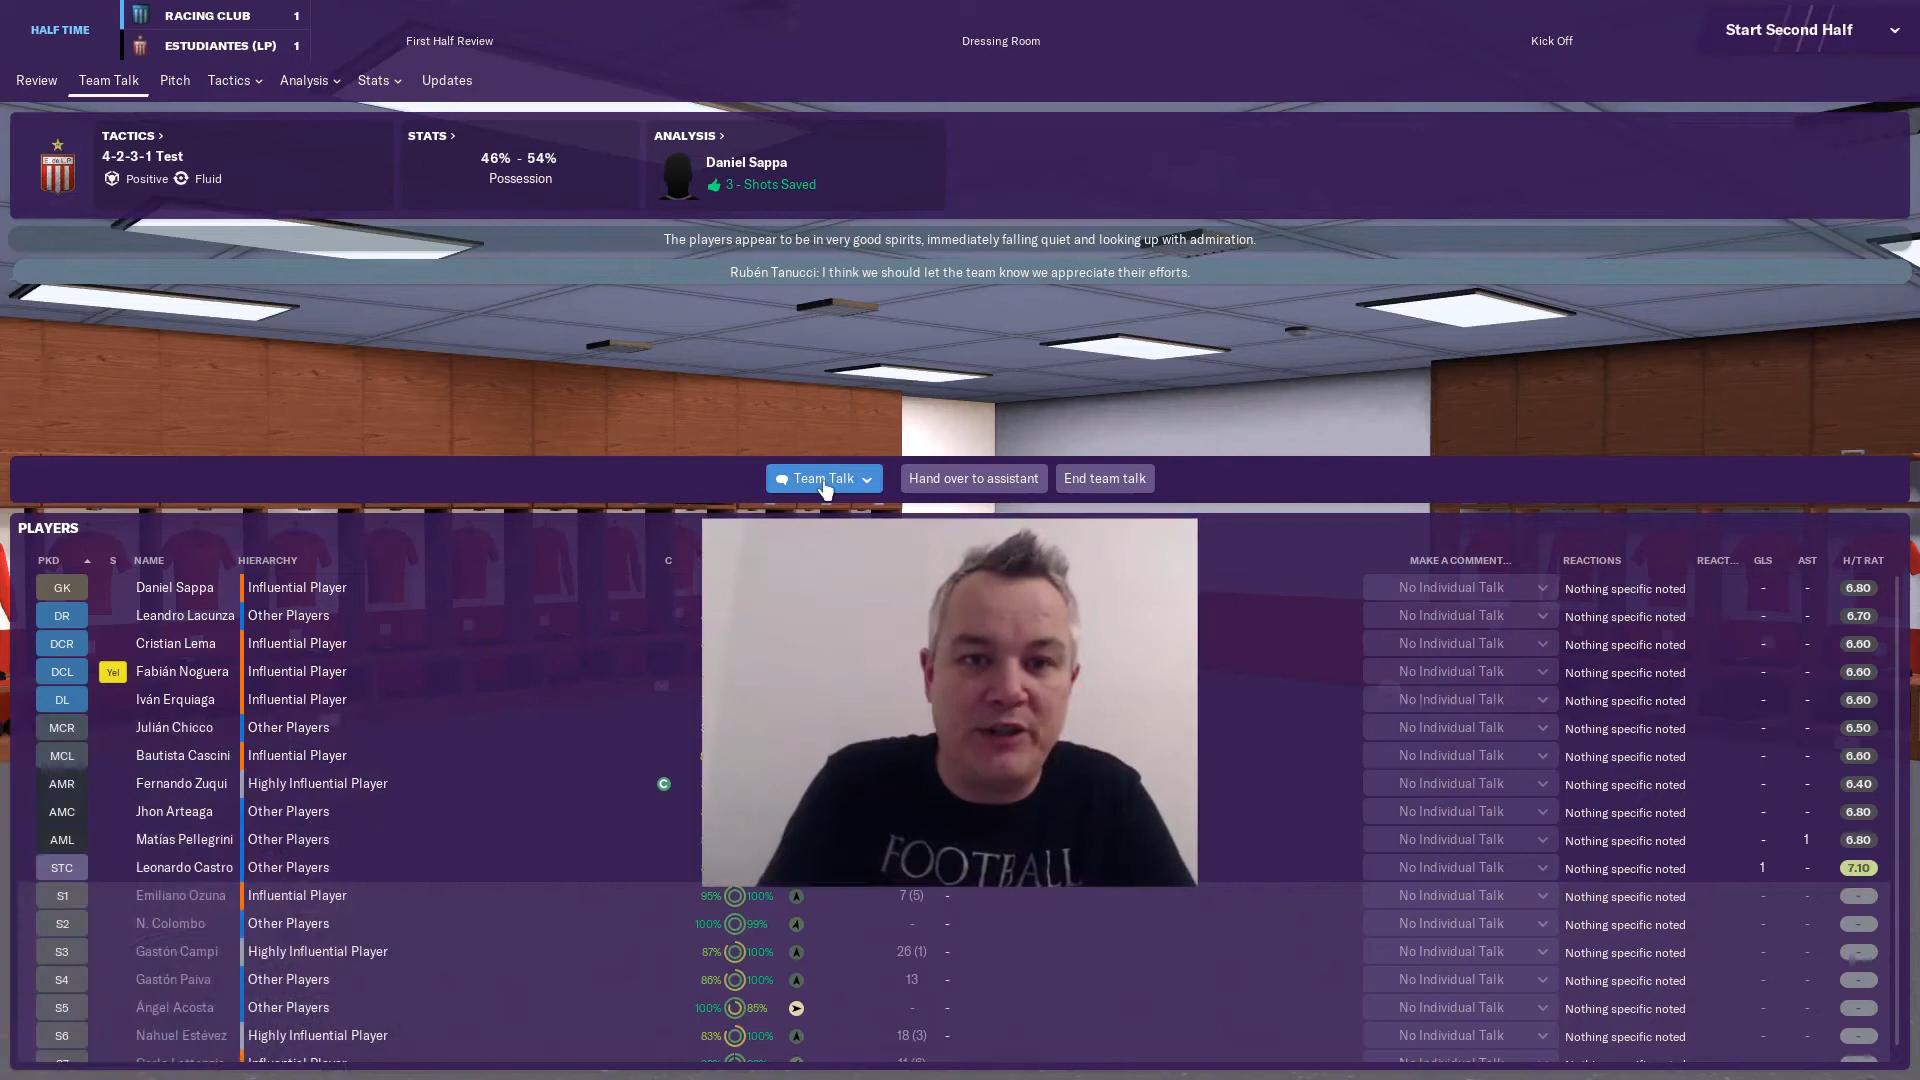 HALF TIME
RACING CLUB 1
ESTUDIANTES (LP) 1
First Half Review
Dressing Room
Kick Off
Start Second Half
Review Team Talk Pitch Tactics Analysis Stats Updates
TACTICS >
4-2-3-1 Test
Positive Fluid
E. de L.P.
STATS >
46% - 54%
Possession
ANALYSIS >
Daniel Sappa
3 - Shots Saved
The players appear to be in very good spirits, immediately falling quiet and looking up with admiration.
Rubén Tanucci: I think we should let the team know we appreciate their efforts.
Team Talk Hand over to assistant End team talk
PLAYERS
PKD S NAME HIERARCHY C MAKE A COMMENT... REACTIONS REACT... GLS AST H/T RAT
GK Daniel Sappa Influential Player No Individual Talk Nothing specific noted - - 6.80
DR Leandro Lacunza Other Players No Individual Talk Nothing specific noted - - 6.70
DCR Cristian Lema Influential Player No Individual Talk Nothing specific noted - - 6.60
DCL Yel Fabián Noguera Influential Player No Individual Talk Nothing specific noted - - 6.60
DL Iván Erquiaga Influential Player No Individual Talk Nothing specific noted - - 6.60
MCR Julián Chicco Other Players No Individual Talk Nothing specific noted - - 6.50
MCL Bautista Cascini Influential Player No Individual Talk Nothing specific noted - - 6.60
AMR Fernando Zuqui Highly Influential Player C No Individual Talk Nothing specific noted - - 6.40
AMC Jhon Arteaga Other Players No Individual Talk Nothing specific noted - - 6.80
AML Matías Pellegrini Other Players No Individual Talk Nothing specific noted - 1 6.80
STC Leonardo Castro Other Players No Individual Talk Nothing specific noted 1 - 7.10
FOOTBALL
S1 Emiliano Ozuna Influential Player 95% 100% 7 (5) - No Individual Talk Nothing specific noted - - -
S2 N. Colombo Other Players 100% 99% - - No Individual Talk Nothing specific noted - - -
S3 Gastón Campi Highly Influential Player 87% 100% 26 (1) - No Individual Talk Nothing specific noted - - -
S4 Gastón Paiva Other Players 86% 100% 13 - No Individual Talk Nothing specific noted - - -
S5 Ángel Acosta Other Players 100% 85% - - No Individual Talk Nothing specific noted - - -
S6 Nahuel Estévez Highly Influential Player 83% 100% 18 (3) - No Individual Talk Nothing specific noted - - -
Influential Player No Individual Talk Nothing specific noted